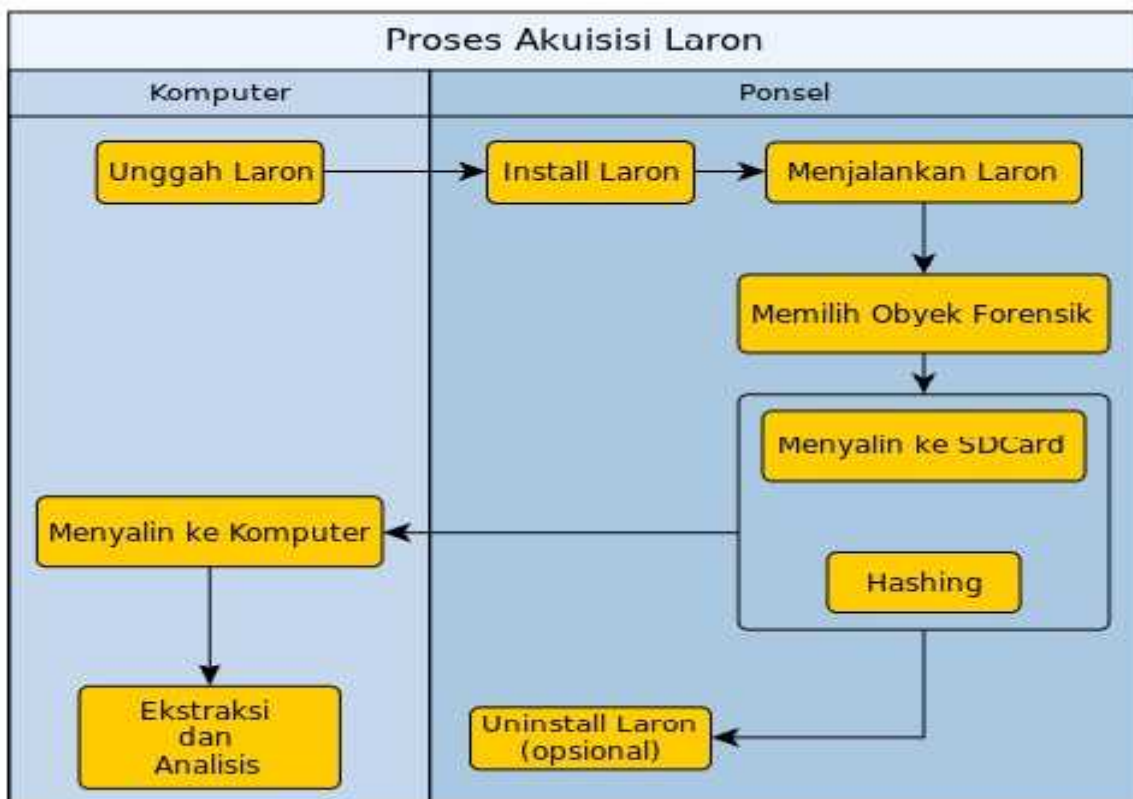 Proses Akuisisi Laron
Komputer
Ponsel
Unggah Laron
Install Laron
Menjalankan Laron
Memilih Obyek Forensik
Menyalin ke SDCard
Menyalin ke Komputer
Hashing
Ekstraksi
dan
Analisis
Uninstall Laron
(opsional)